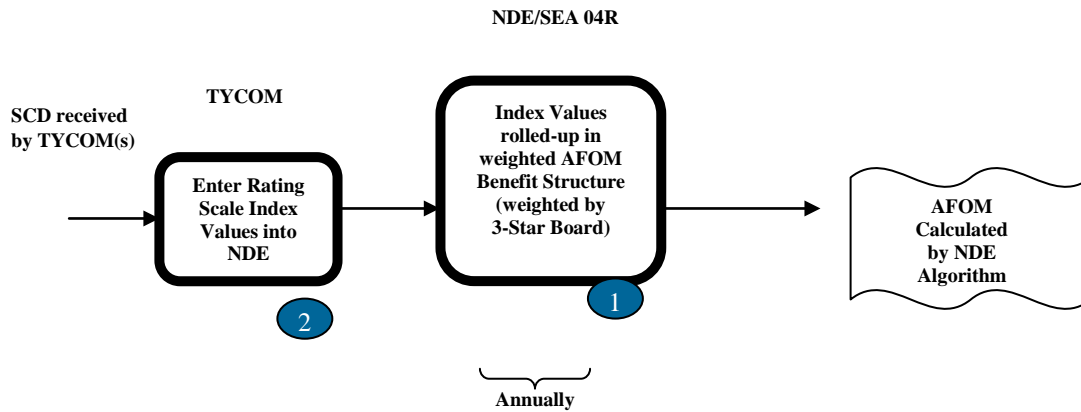 NDE/SEA 04R
TYCOM
SCD received
by TYCOM(s)
Enter Rating
Scale Index
Values into
NDE
2
Index Values
rolled-up in
weighted AFOM
Benefit Structure
(weighted by
3-Star Board)
1
Annually
AFOM
Calculated
by NDE
Algorithm